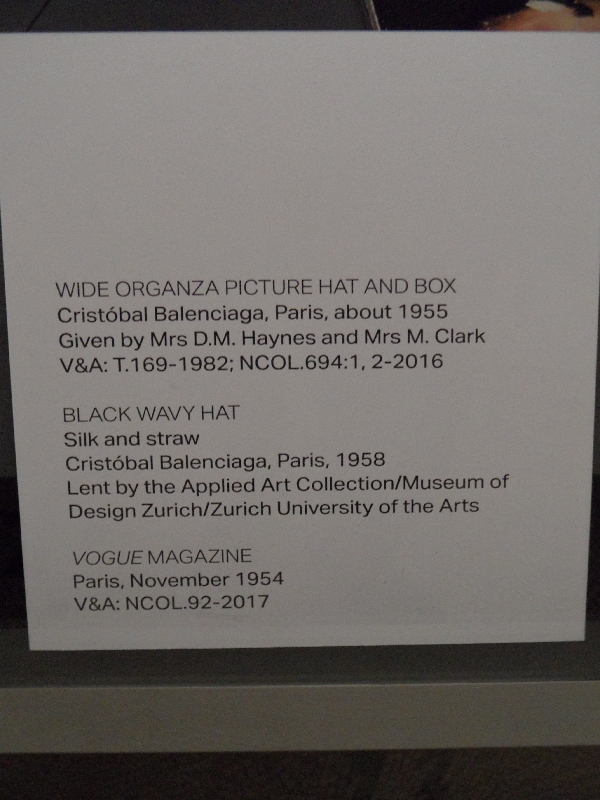 WIDE ORGANZA PICTURE HAT AND BOX
Cristóbal Balenciaga, Paris, about 1955
Given by Mrs D.M. Haynes and Mrs M. Clark
V&A: T.169-1982; NCOL.694:1, 2-2016
BLACK WAVY HAT
Silk and straw
Cristóbal Balenciaga, Paris, 1958
Lent by the Applied Art Collection/Museum of
Design Zurich/Zurich University of the Arts
VOGUE MAGAZINE
Paris, November 1954
V&A: NCOL.92-2017